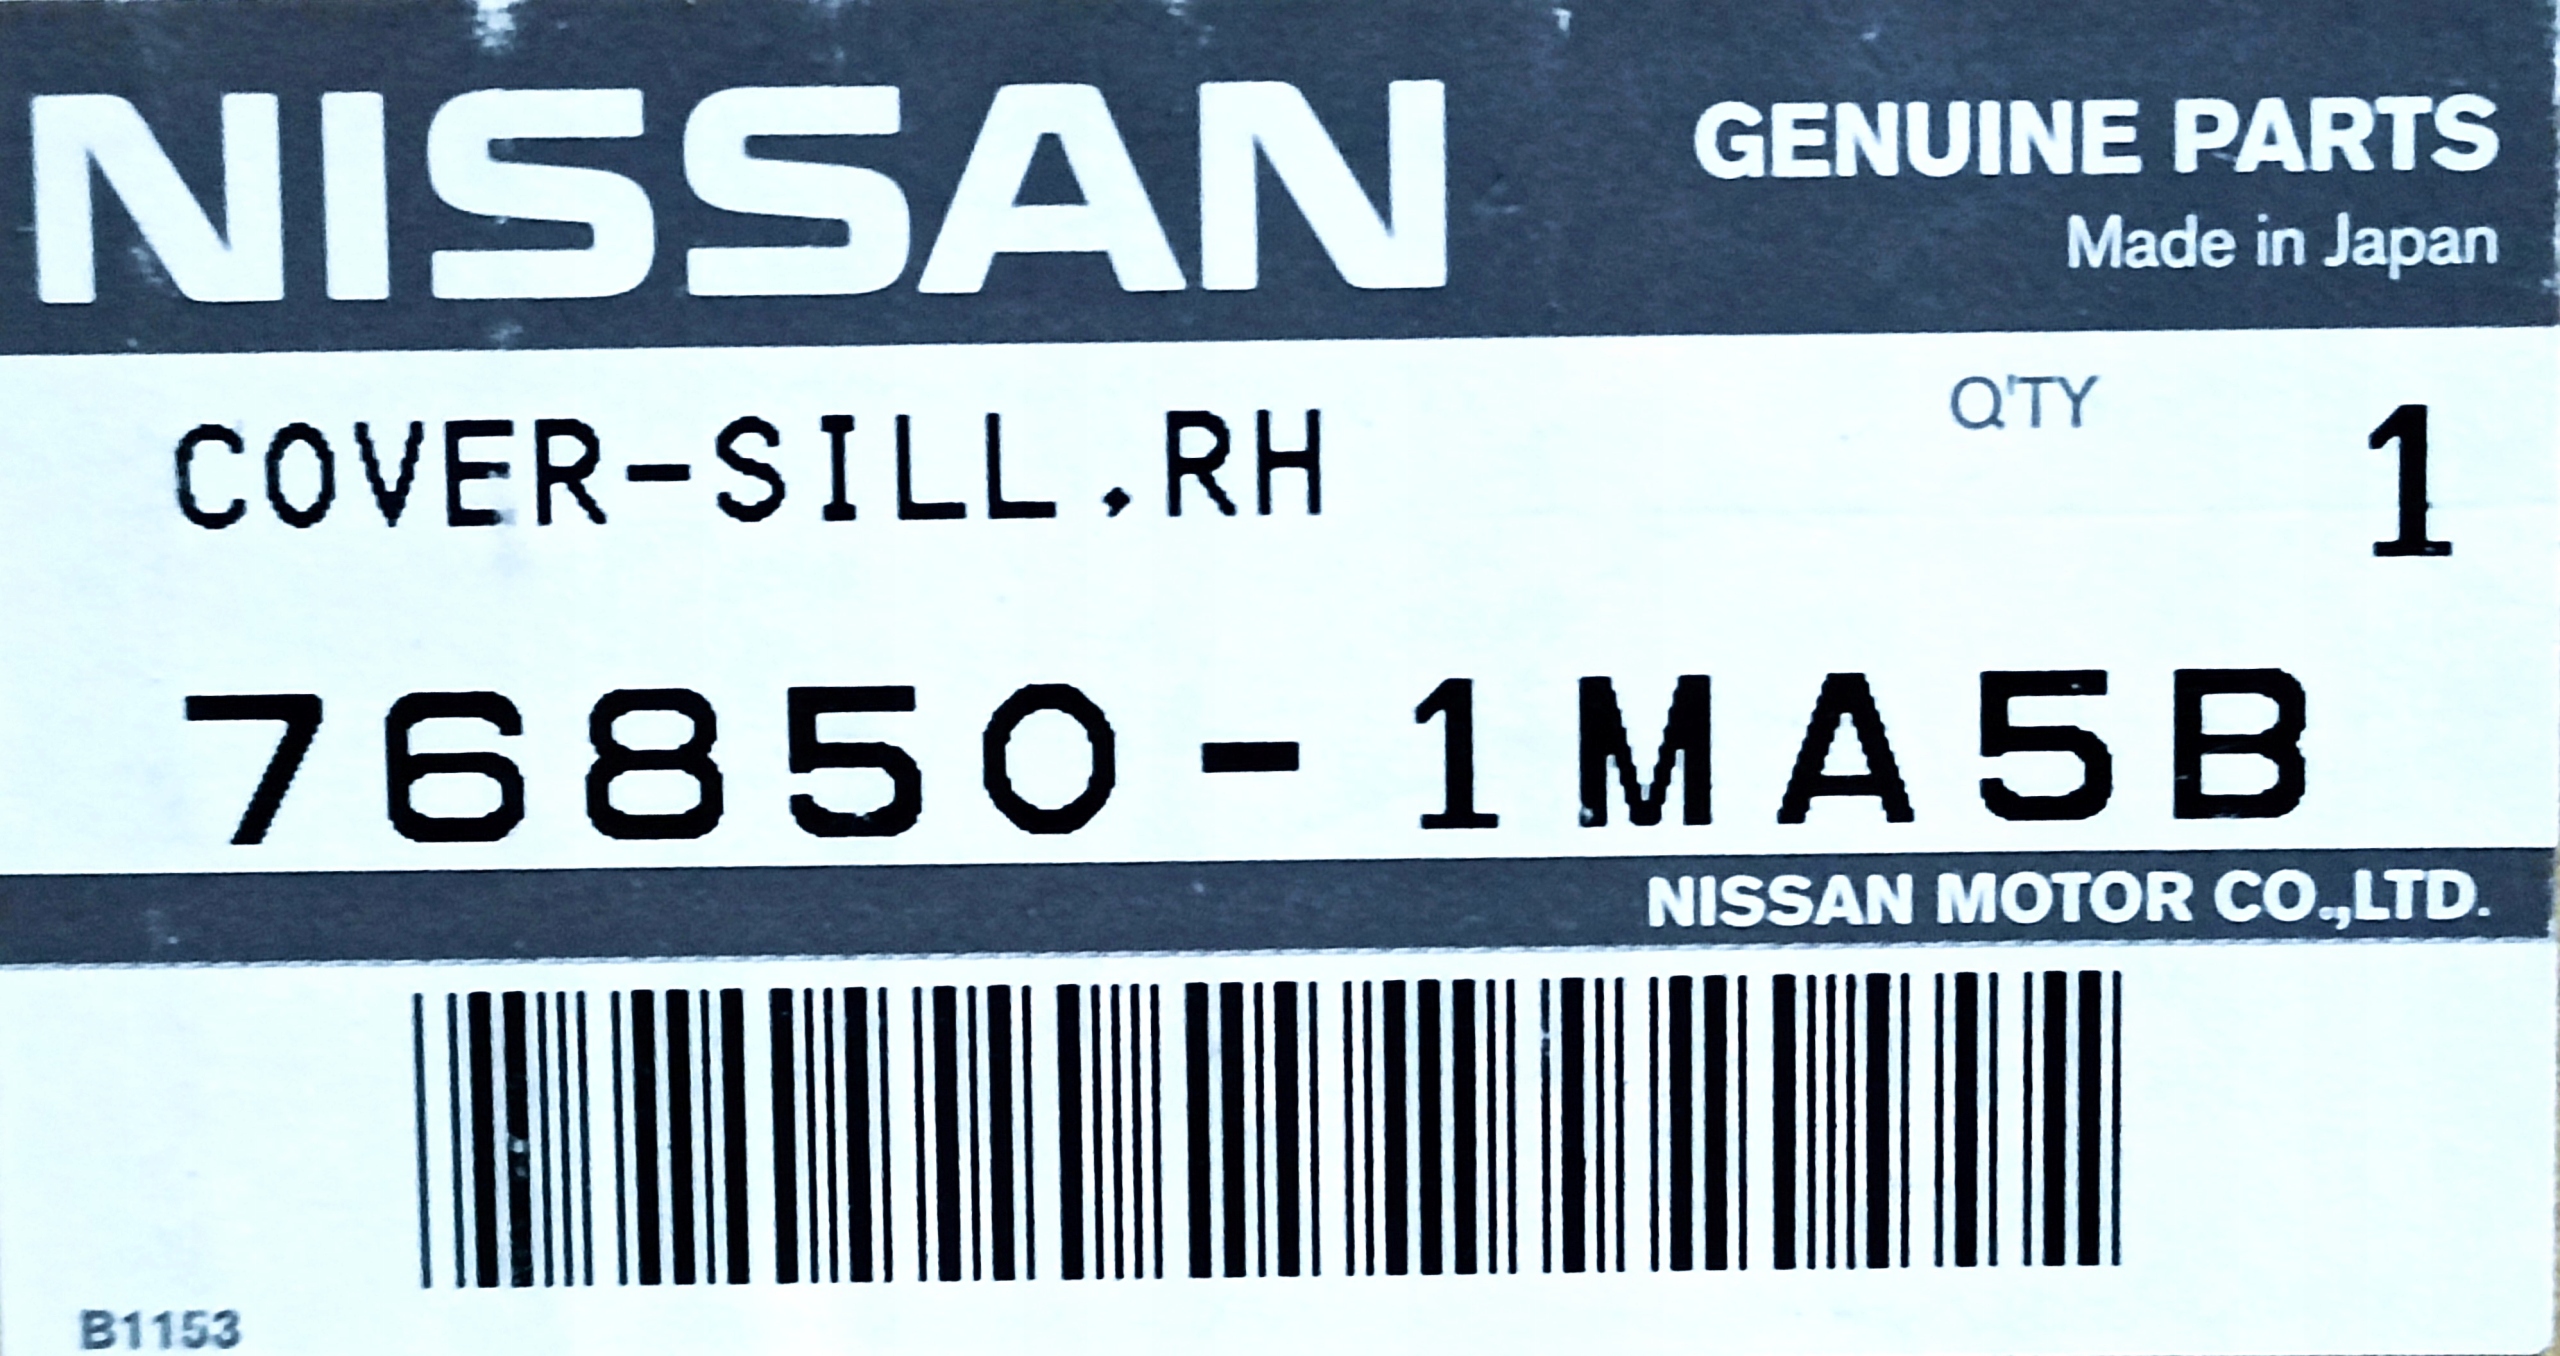 NISSAN
GENUINE PARTS
Made in Japan
COVER-SILL,RH
Q'TY
1
76850-1MA5B
NISSAN MOTOR CO.,LTD.
B1153